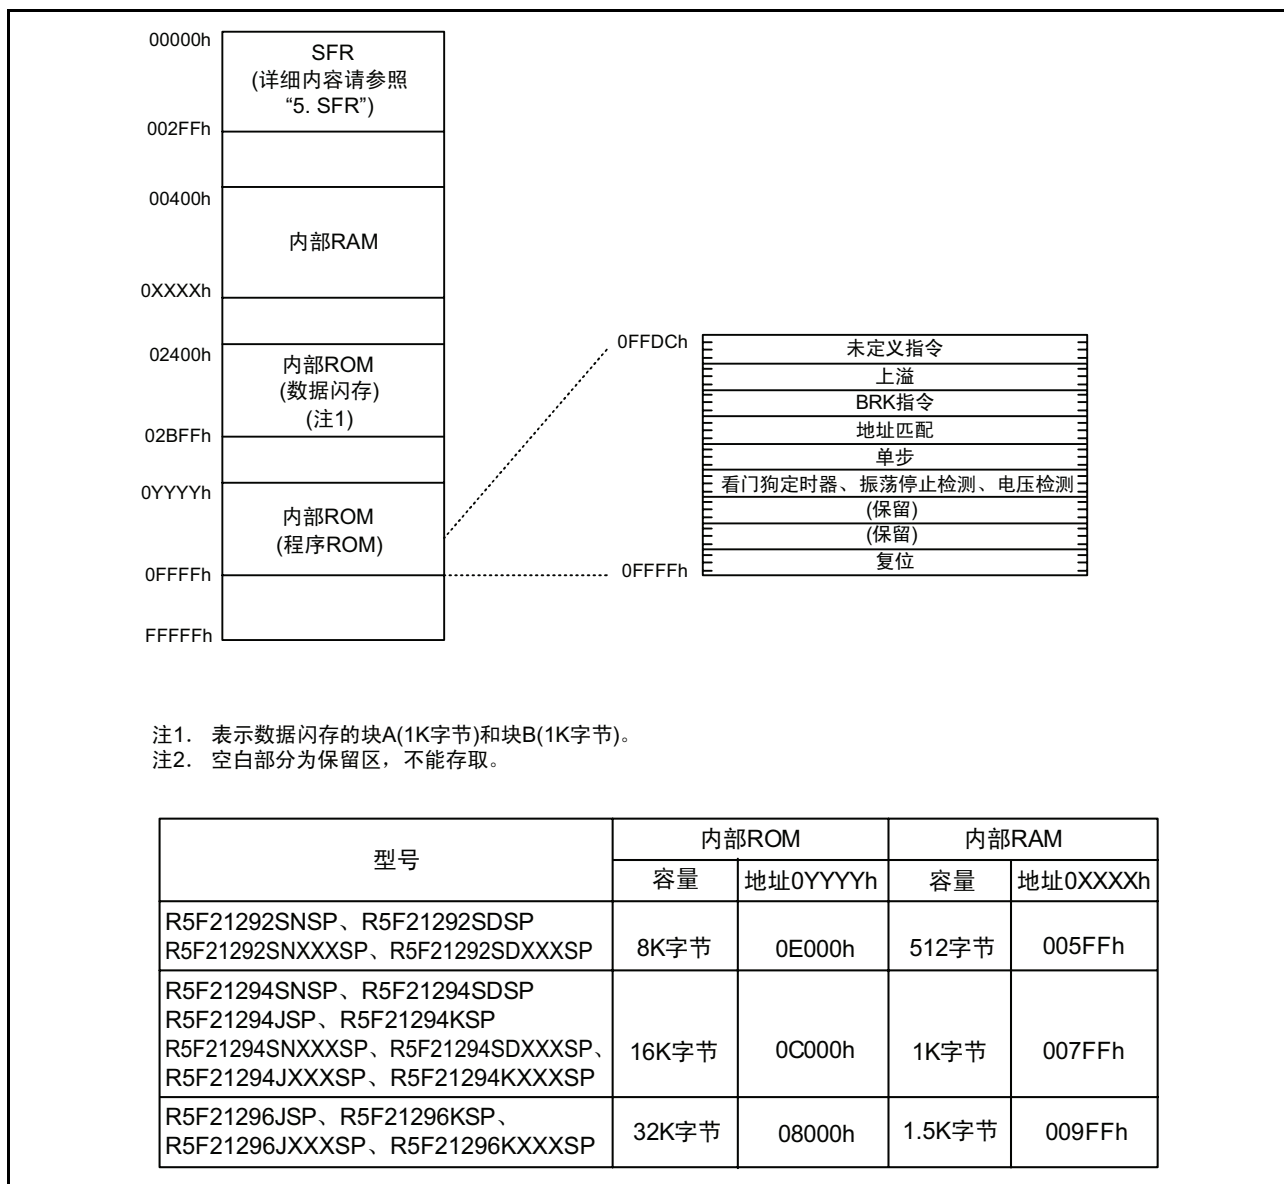 00000h
SFR
(详细内容请参照
“5. SFR”)
002FFh
00400h
内部RAM
0XXXXh
02400h
内部ROM
(数据闪存)
(注1)
02BFFh
0YYYYh
内部ROM
(程序ROM)
0FFFFh
FFFFFh
0FFDCh
未定义指令
上溢
BRK指令
地址匹配
单步
看门狗定时器、振荡停止检测、电压检测
(保留)
(保留)
复位
0FFFFh
注1. 表示数据闪存的块A(1K字节)和块B(1K字节)。
注2. 空白部分为保留区，不能存取。
型号
内部ROM
内部RAM
容量
地址0YYYYh
容量
地址0XXXXh
R5F21292SNSP、R5F21292SDSP
R5F21292SNXXXSP、R5F21292SDXXXSP
8K字节
0E000h
512字节
005FFh
R5F21294SNSP、R5F21294SDSP
R5F21294JSP、R5F21294KSP
R5F21294SNXXXSP、R5F21294SDXXXSP、
R5F21294JXXXSP、R5F21294KXXXSP
16K字节
0C000h
1K字节
007FFh
R5F21296JSP、R5F21296KSP、
R5F21296JXXXSP、R5F21296KXXXSP
32K字节
08000h
1.5K字节
009FFh